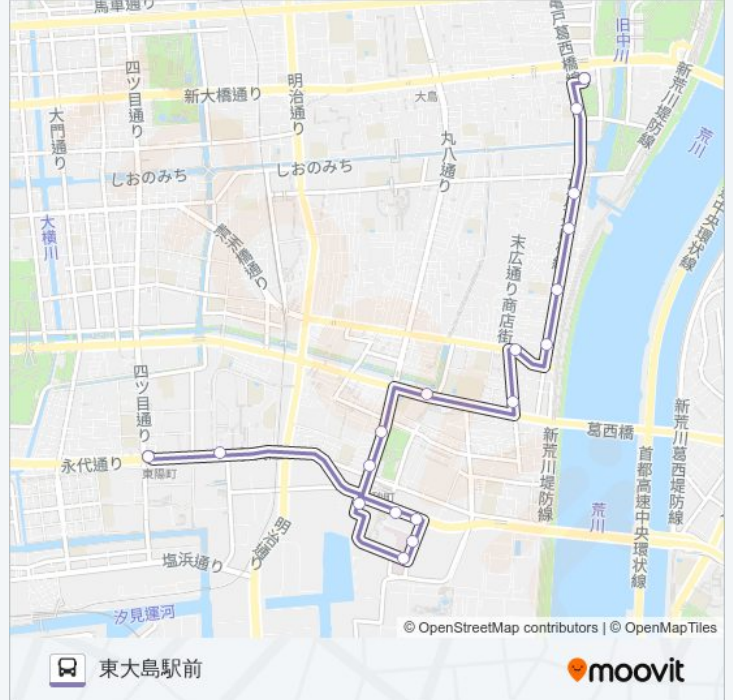 馬車通り
亀戸葛西橋線
旧中川
四ツ目通り
新大橋通り
明治通り
大島
新荒川堤防線
荒川
大門通り
丸八通り
しおのみち
しおのみち
大横川
清洲橋通り
末広通り商店街
中央環状線
四ツ目通り
葛西橋
新荒川葛西堤防線
永代通り
東陽町
新荒川堤防線
首都高速中央環状線
荒川
明治通り
塩浜通り
汐見運河
© OpenStreetMap contributors | © OpenMapTiles
東大島駅前
moovit